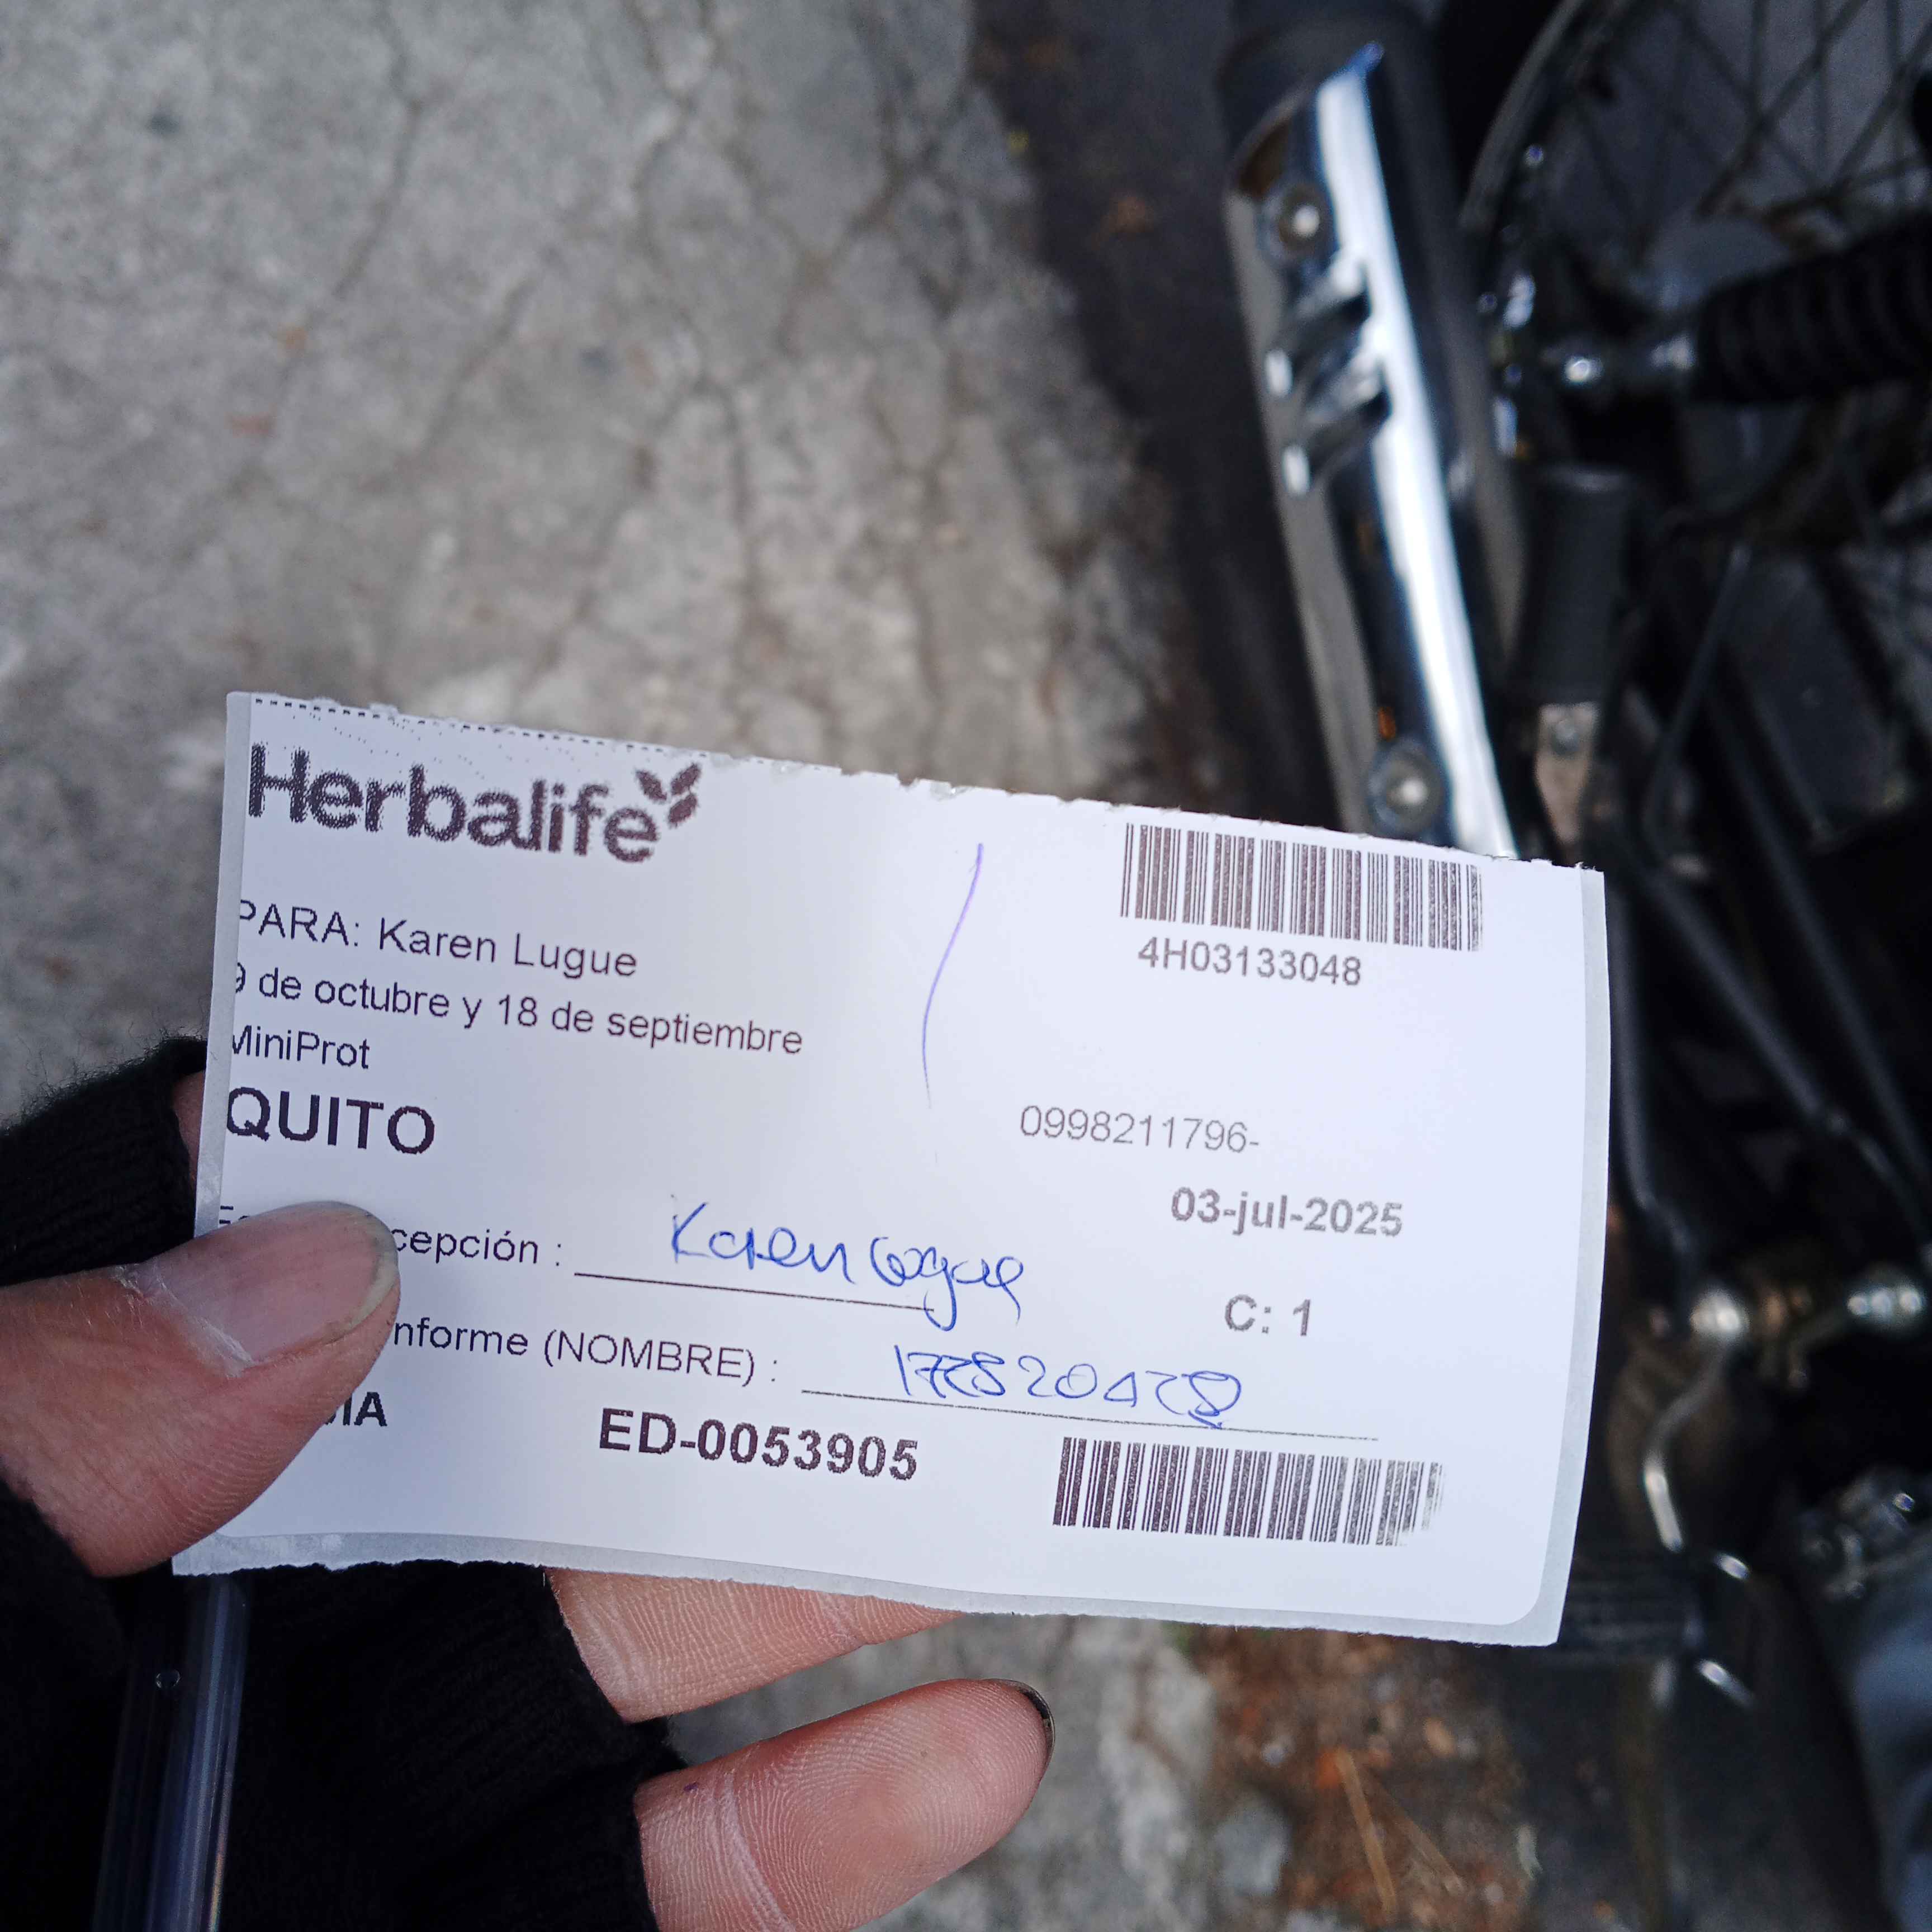 Herbalife
4H03133048
PARA: Karen Lugue
9 de octubre y 18 de septiembre
MiniProt
QUITO
0998211796-
03-jul-2025
cepción : Karen
C: 1
nforme (NOMBRE) :
IA ED-0053905